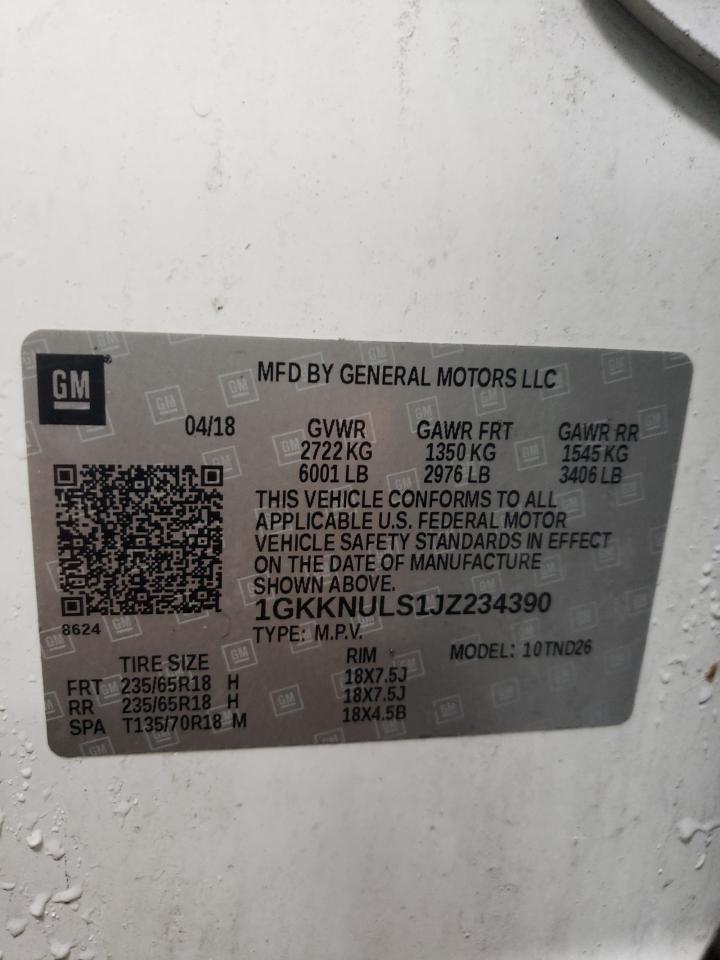 GM
MFD BY GENERAL MOTORS LLC
04/18 GVWR GAWR FRT GAWR RR
2722 KG 1350 KG 1545 KG
6001 LB 2976 LB 3406 LB
THIS VEHICLE CONFORMS TO ALL
APPLICABLE U.S. FEDERAL MOTOR
VEHICLE SAFETY STANDARDS IN EFFECT
ON THE DATE OF MANUFACTURE
SHOWN ABOVE.
1GKKNULS1JZ234390
8624
TYPE: M.P.V.
TIRE SIZE RIM MODEL: 10TND26
FRT 235/65R18 H 18X7.5J
RR 235/65R18 H 18X7.5J
SPA T135/70R18 M 18X4.5B